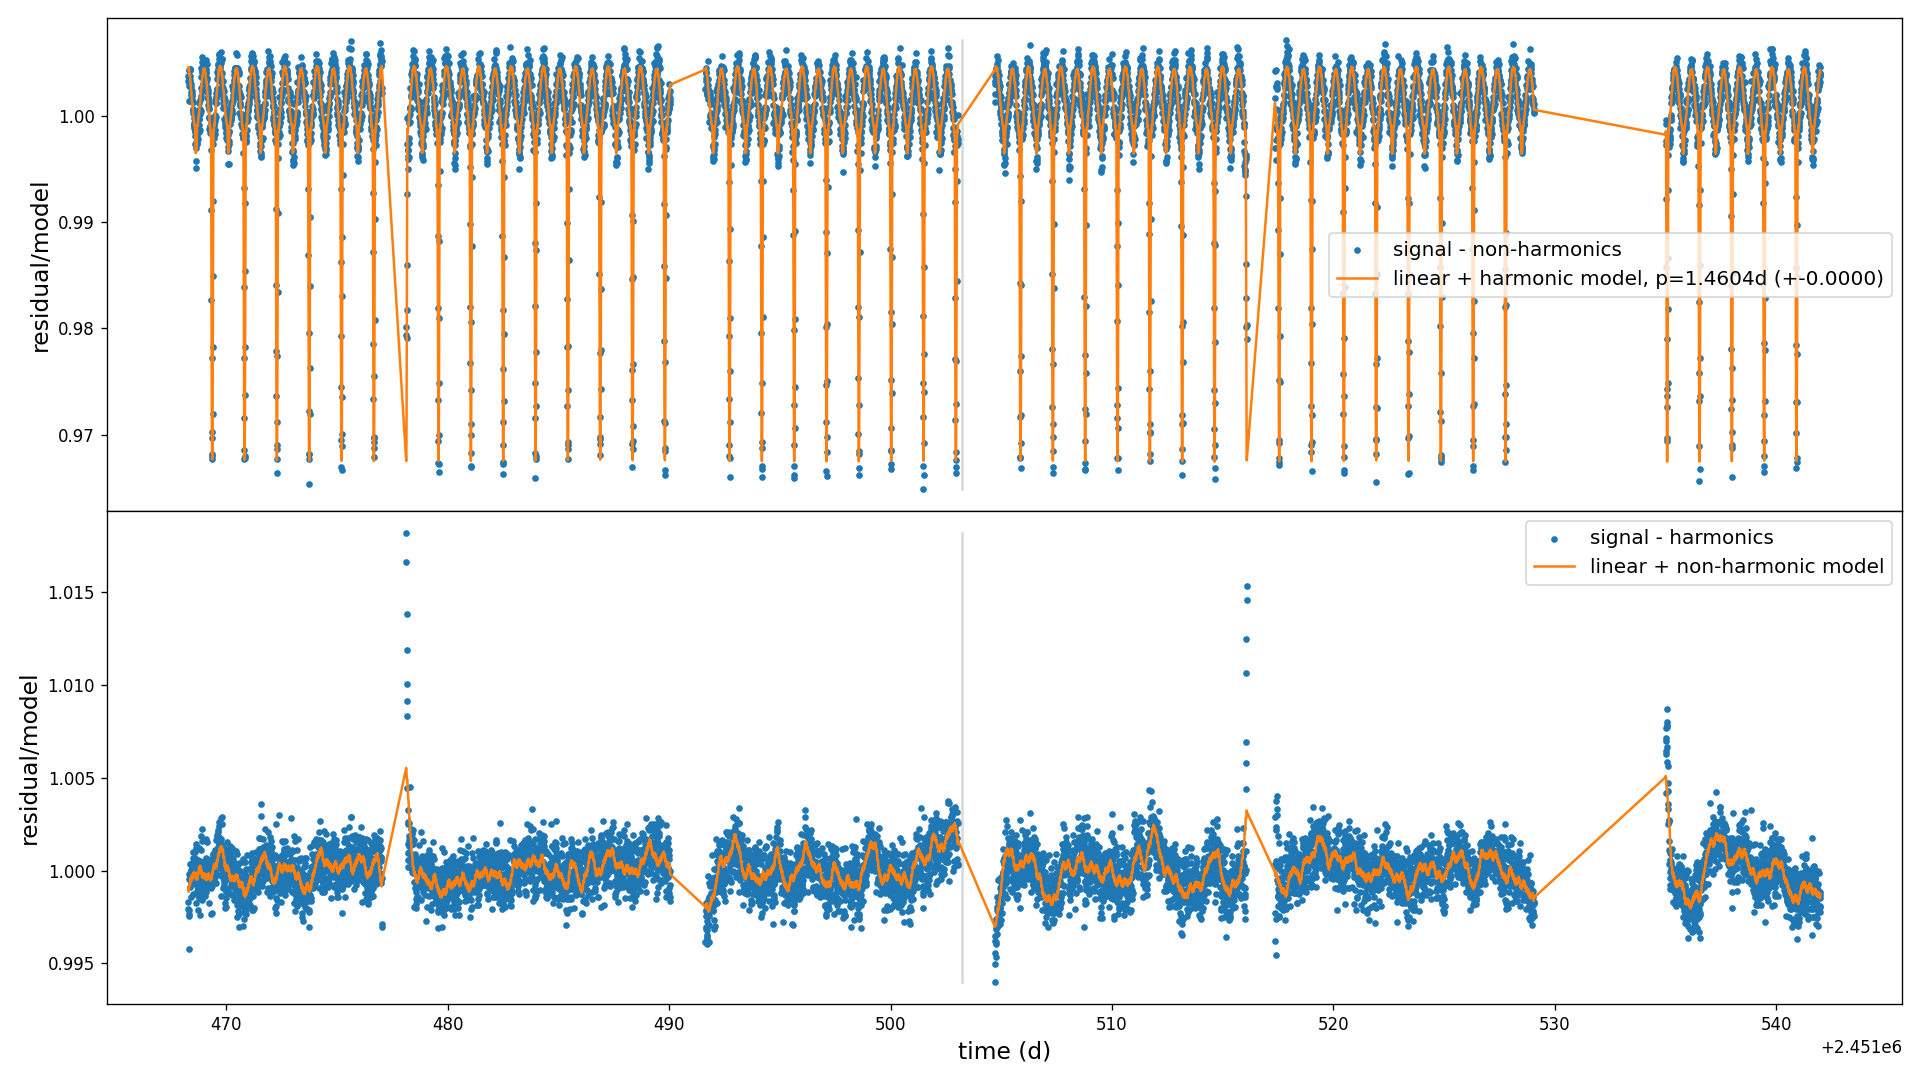 1.00
0.99
0.98
0.97
residual/model
signal - non-harmonics
linear + harmonic model, p=1.4604d (+-0.0000)
1.015
1.010
1.005
1.000
0.995
residual/model
signal - harmonics
linear + non-harmonic model
470 480 490 500 510 520 530 540
time (d)
+2.451e6